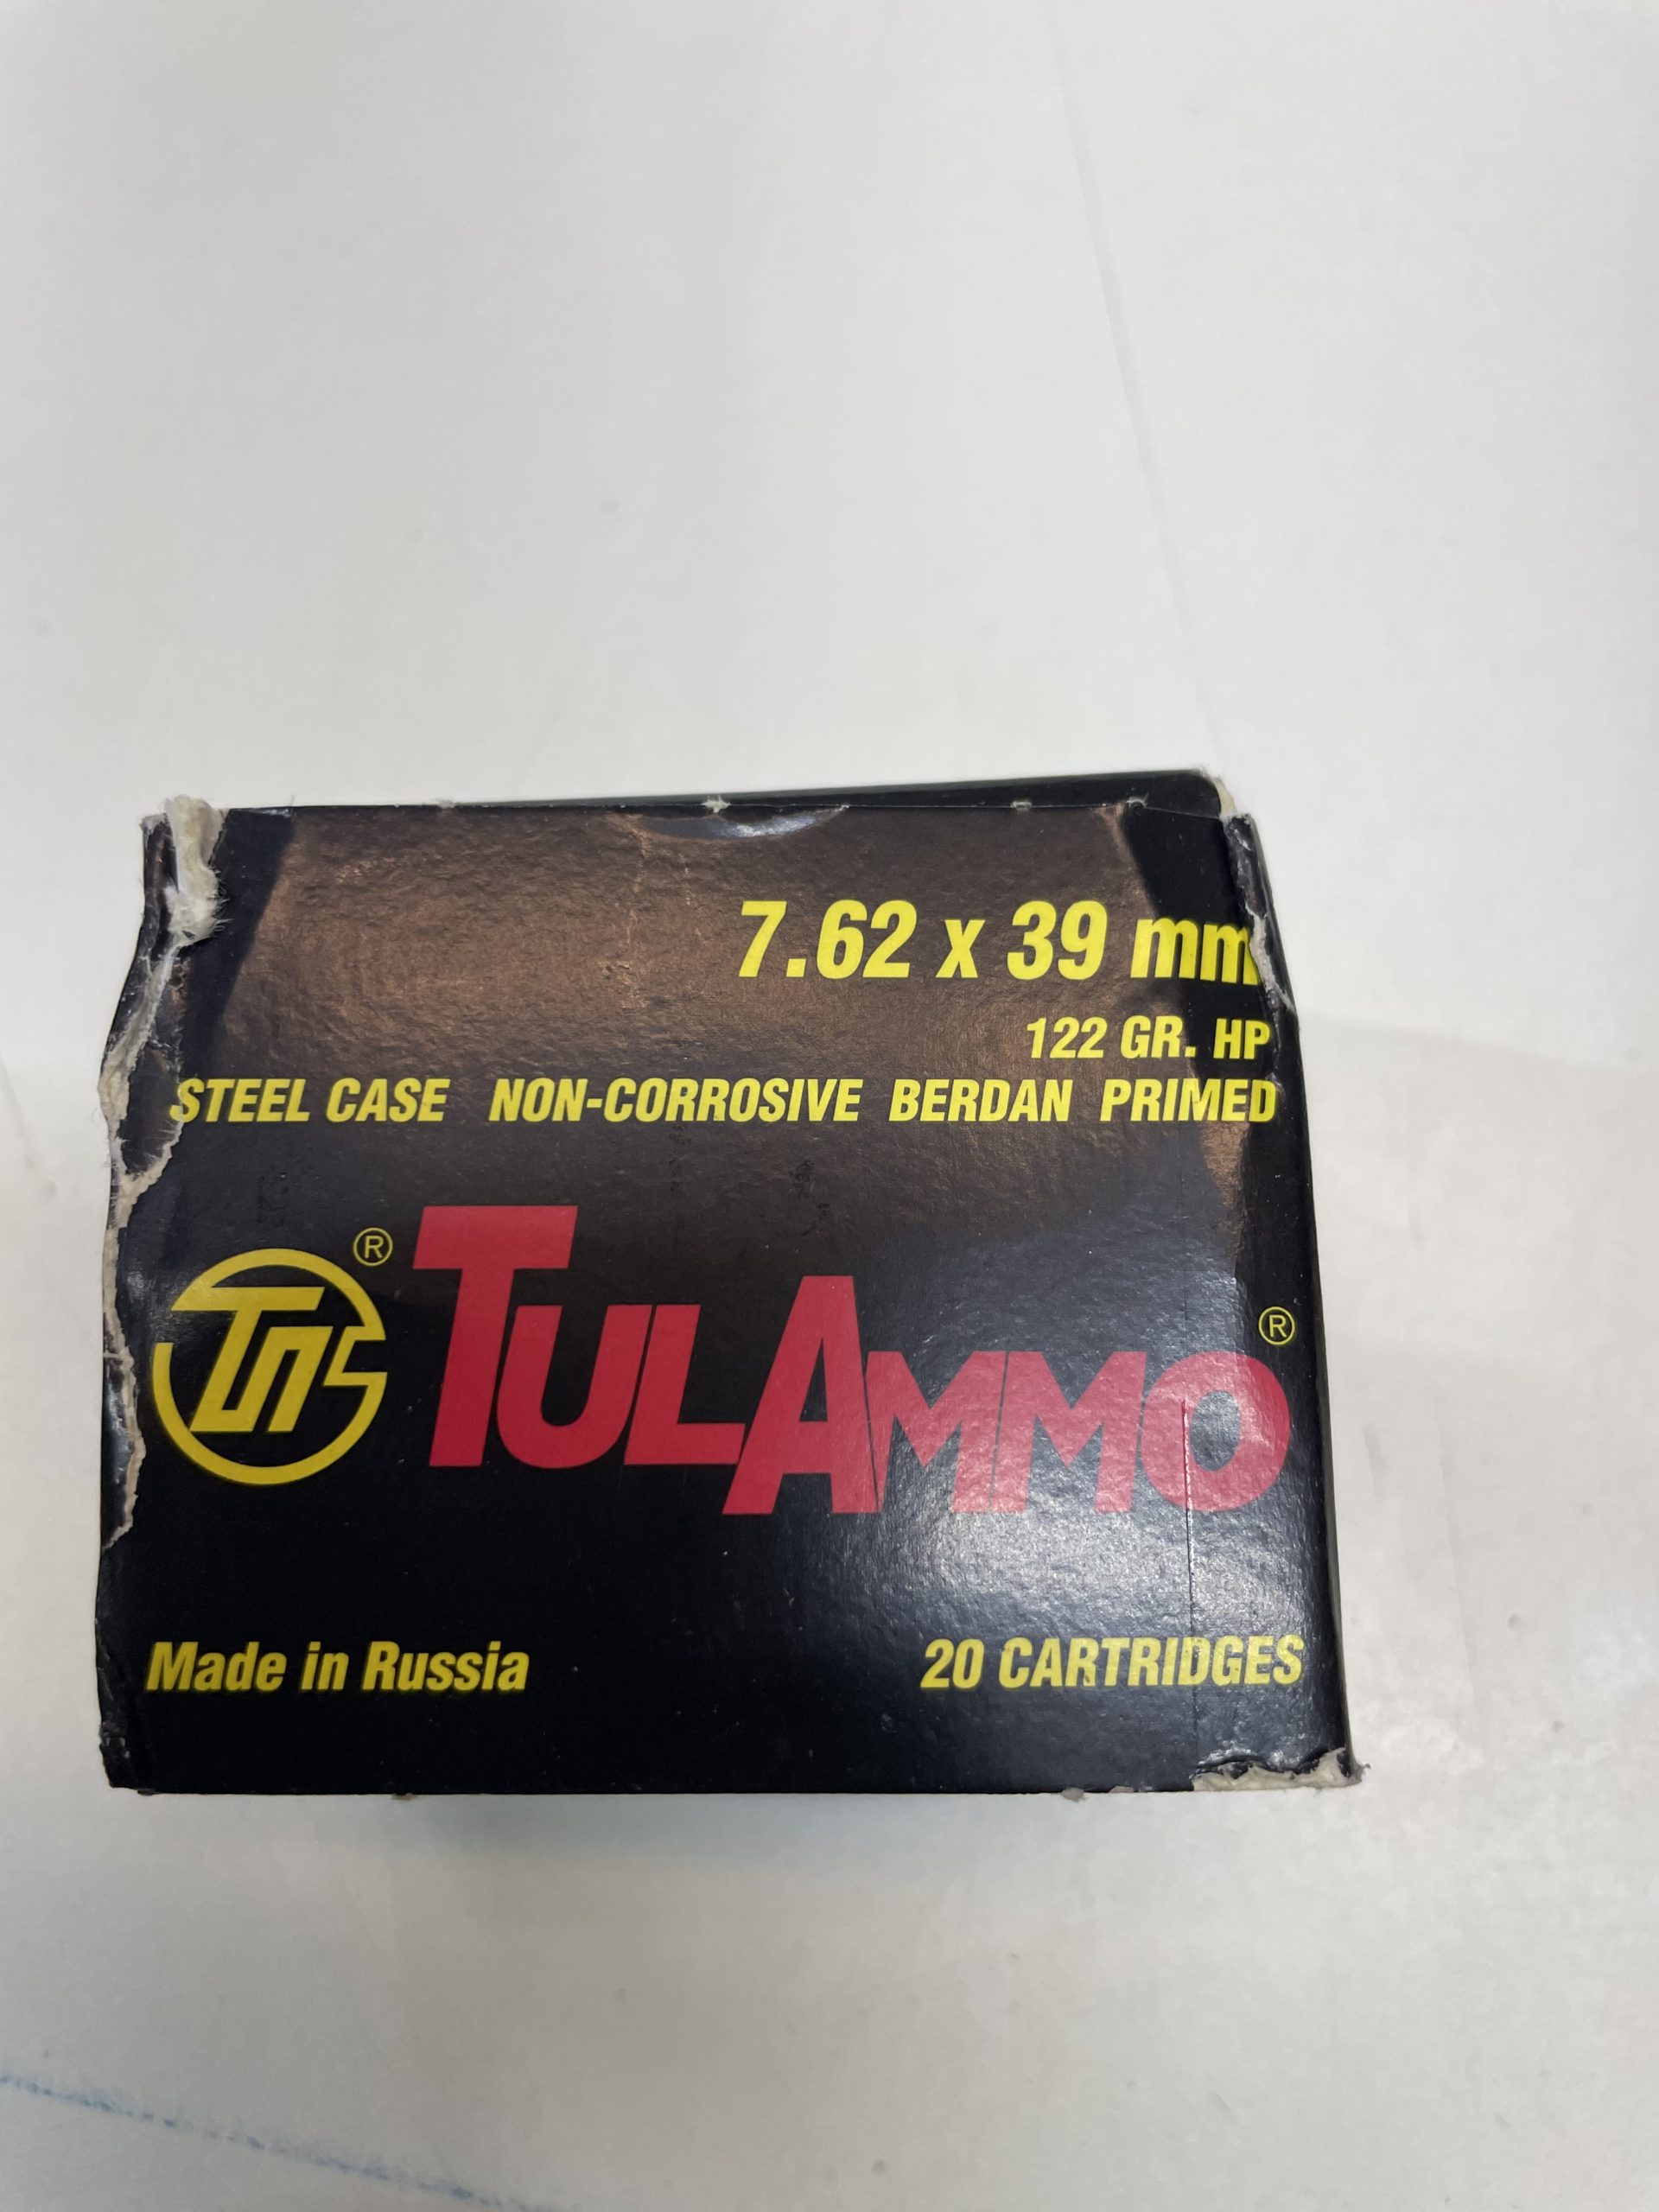 7.62 x 39 mm
122 GR. HP
STEEL CASE NON-CORROSIVE BERDAN PRIMED
® TULAMMO ®
Made in Russia 20 CARTRIDGES